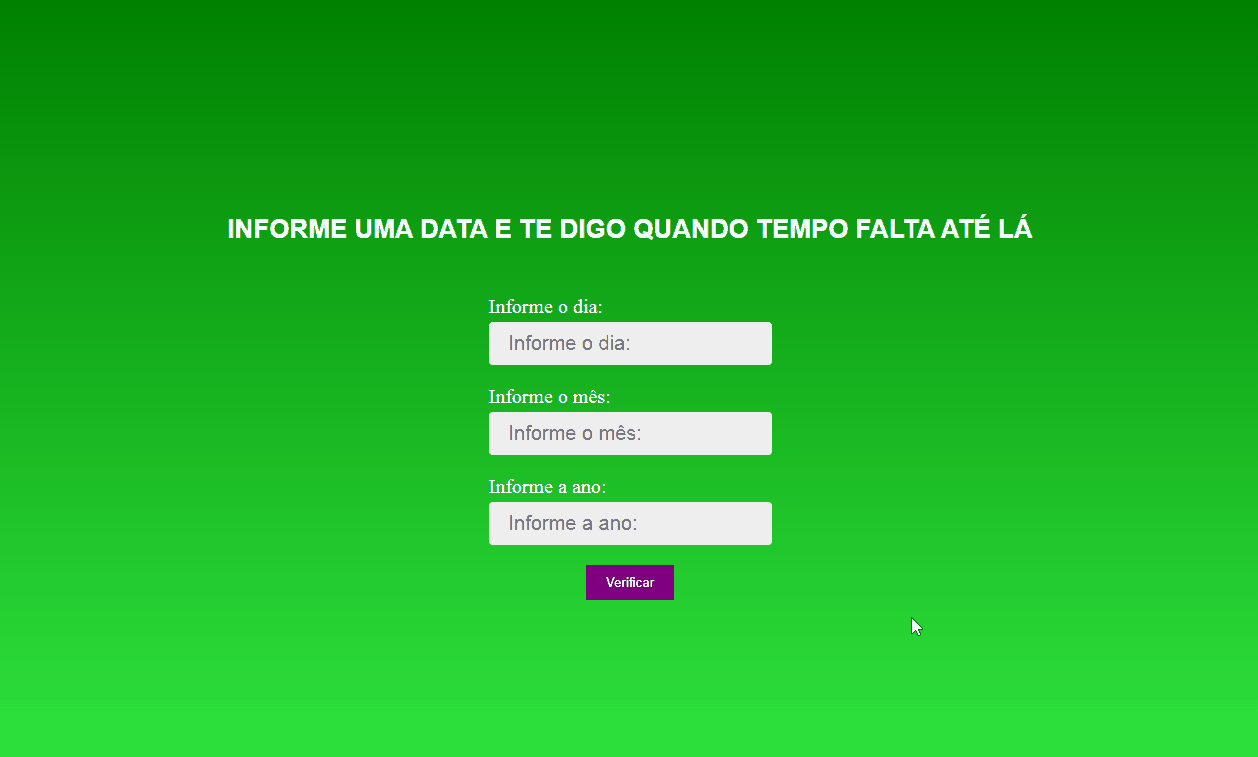 INFORME UMA DATA E TE DIGO QUANDO TEMPO FALTA ATÉ LÁ
Informe o dia:
Informe o dia:
Informe o mês:
Informe o mês:
Informe a ano:
Informe a ano:
Verificar